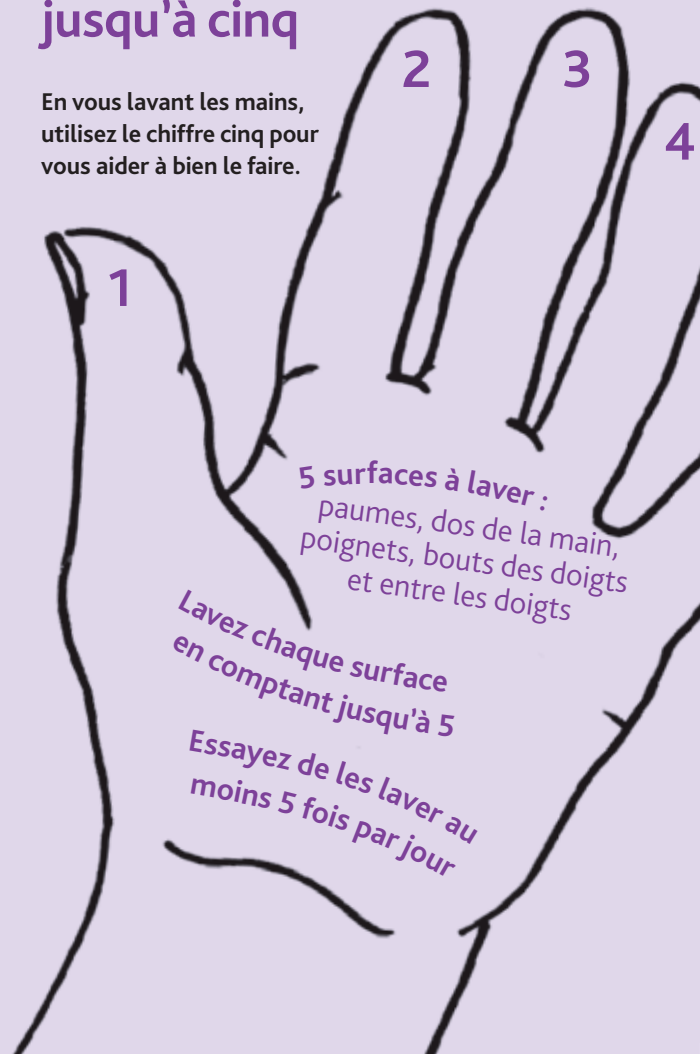 jusqu'à cinq
En vous lavant les mains,
utilisez le chiffre cinq pour
vous aider à bien le faire.
1
2
3
4
5 surfaces à laver :
paumes, dos de la main,
poignets, bouts des doigts
et entre les doigts
Lavez chaque surface
en comptant jusqu'à 5
Essayez de les laver au
moins 5 fois par jour